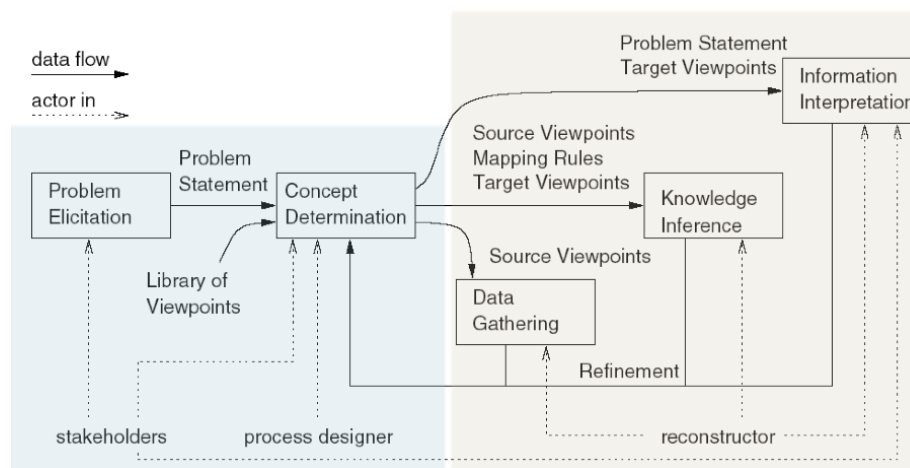 data flow
actor in
Problem Statement
Target Viewpoints
Information
Interpretation
Source Viewpoints
Mapping Rules
Target Viewpoints
Problem
Statement
Problem
Elicitation
Concept
Determination
Knowledge
Inference
Library of
Viewpoints
Source Viewpoints
Data
Gathering
Refinement
stakeholders
process designer
reconstructor